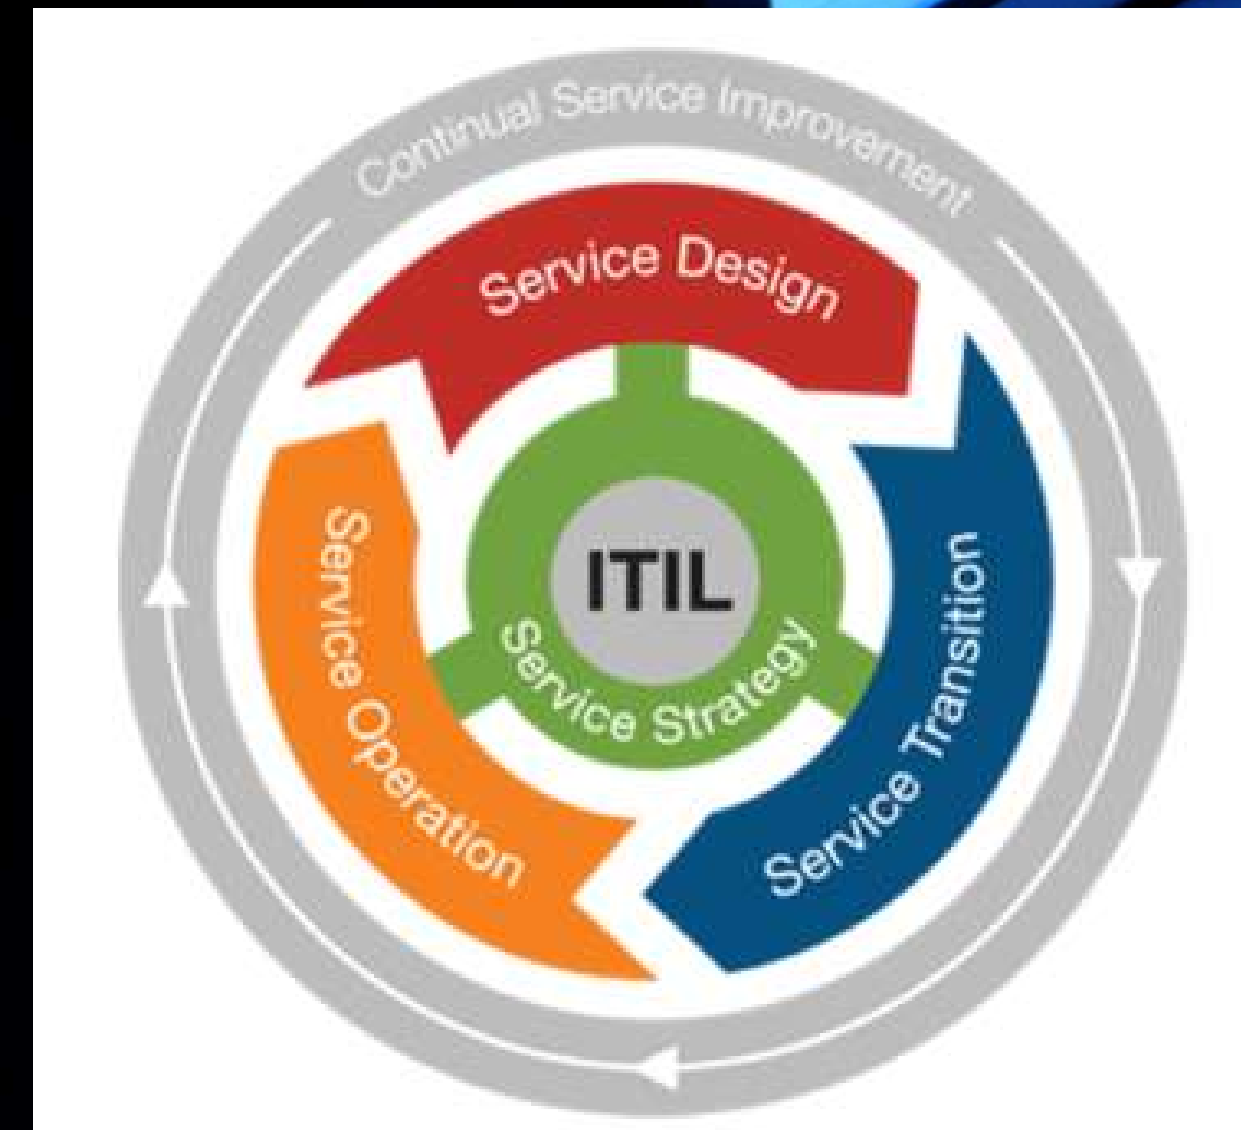 Continual Service Improvement
Service Design
Service Transition
Service Operation
Service Strategy
ITIL